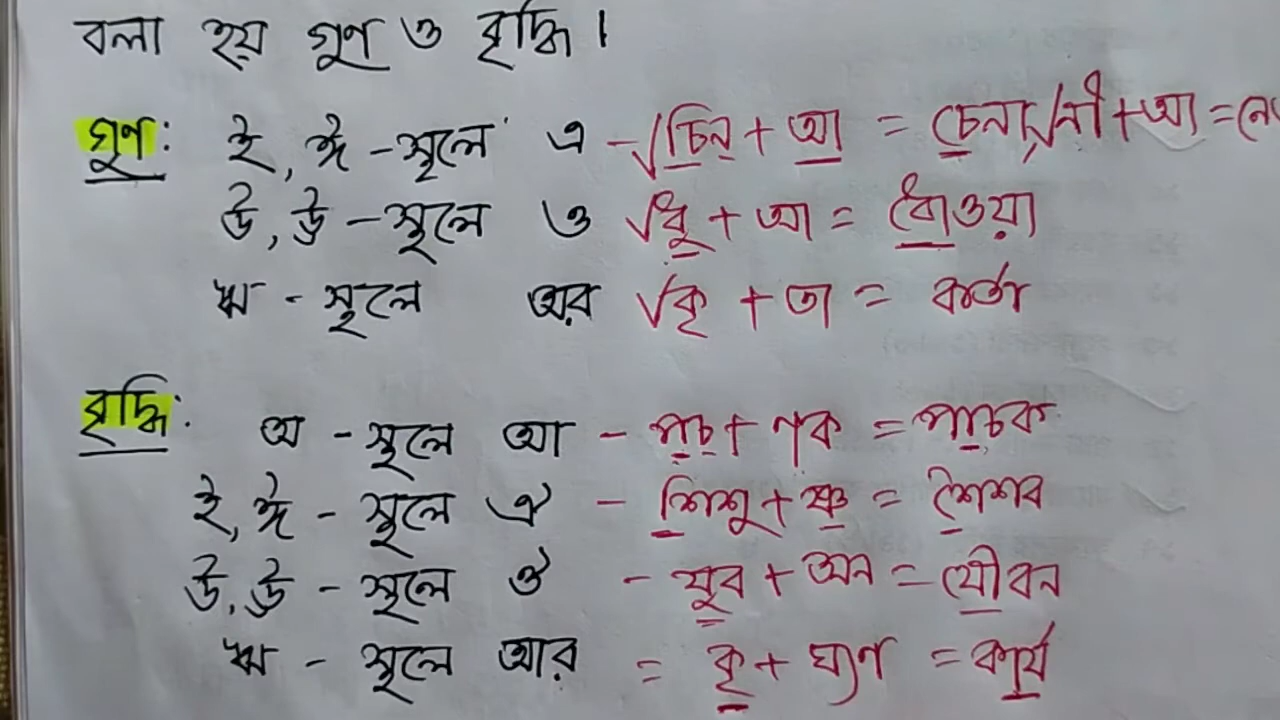 বলা হয় গুণ ও বৃদ্ধি।
গুণ: ই, ঈ - স্থলে এ - √চিন্ + আ = চেনা, √নী + আ = নে
উ, ঊ - স্থলে ও √ধু + আ = ধোওয়া
ঋ - স্থলে অর √কৃ + তা = কর্তা
বৃদ্ধি: অ - স্থলে আ - পচ্ + ণক = পাচক
ই, ঈ - স্থলে ঐ - শিশু + ষ্ণ = শৈশব
উ, ঊ - স্থলে ঔ - যুব + অন = যৌবন
ঋ - স্থলে আর = কৃ + ঘ্যণ = কার্য